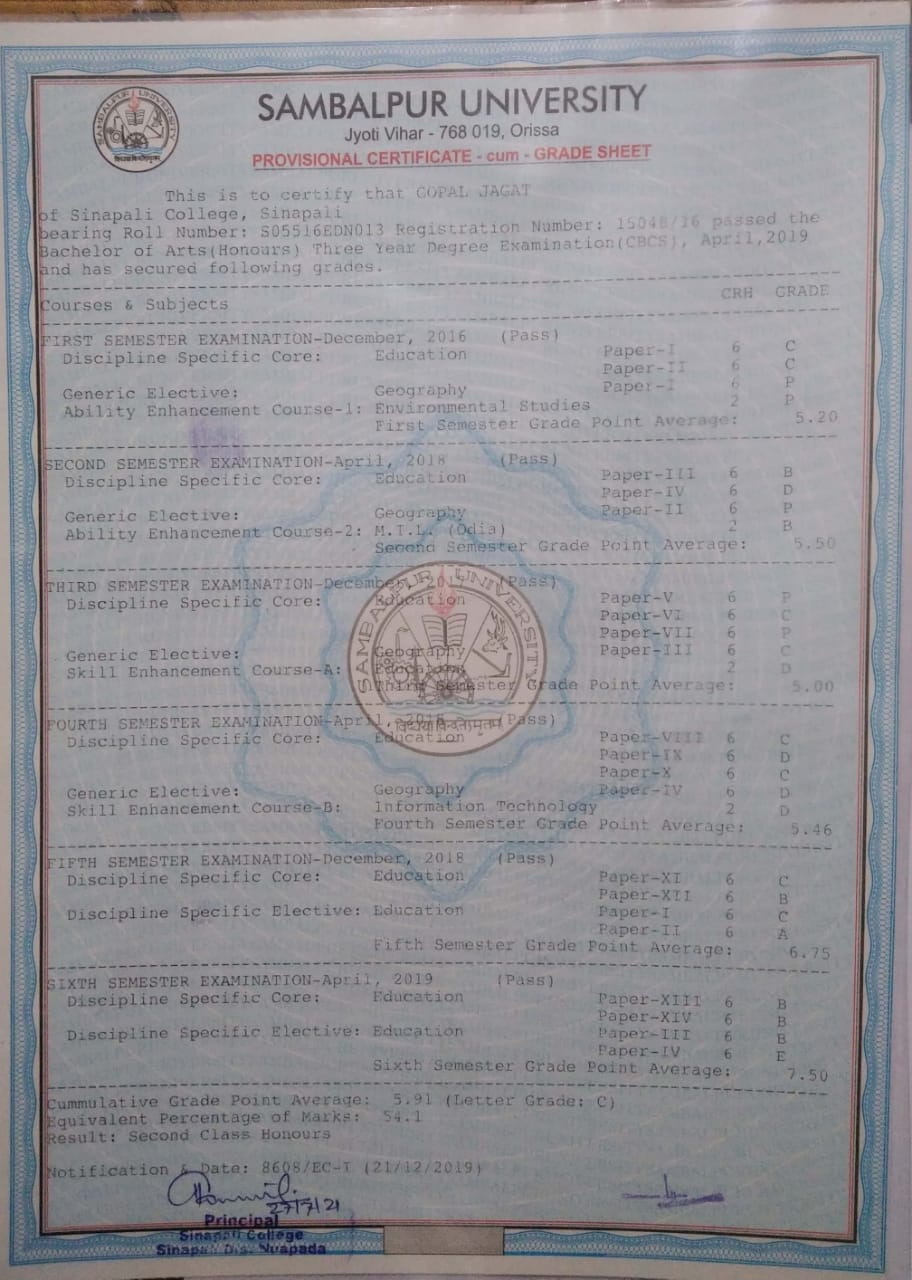 SAMBALPUR UNIVERSITY
SAMBALPUR UNIVERSITY
Jyoti Vihar - 768 019, Orissa
PROVISIONAL CERTIFICATE - cum - GRADE SHEET
This is to certify that GOPAL JAGAT
of Sinapali College, Sinapali
bearing Roll Number: S05516EDN013 Registration Number: 15048/16 passed the
Bachelor of Arts(Honours) Three Year Degree Examination(CBCS), April,2019
and has secured following grades.
Courses & Subjects CRH GRADE
FIRST SEMESTER EXAMINATION-December, 2016 (Pass)
Discipline Specific Core: Education Paper-I 6 C
Paper-II 6 C
Generic Elective: Geography Paper-I 6 P
Ability Enhancement Course-1: Environmental Studies 2 P
First Semester Grade Point Average: 5.20
SECOND SEMESTER EXAMINATION-April, 2018 (Pass)
Discipline Specific Core: Education Paper-III 6 B
Paper-IV 6 D
Generic Elective: Geography Paper-II 6 P
Ability Enhancement Course-2: M.I.L. (Odia) 2 B
Second Semester Grade Point Average: 5.50
THIRD SEMESTER EXAMINATION-December, (Pass)
Discipline Specific Core: Education Paper-V 6 P
Paper-VI 6 C
Paper-VII 6 P
Generic Elective: Geography Paper-III 6 C
Skill Enhancement Course-A: Education 2 D
Third Semester Grade Point Average: 5.00
SAMBALPUR UNIVERSITY
FOURTH SEMESTER EXAMINATION-April, 2018 (Pass)
Discipline Specific Core: Education Paper-VIII 6 C
Paper-IX 6 D
Paper-X 6 C
Generic Elective: Geography Paper-IV 6 D
Skill Enhancement Course-B: Information Technology 2 D
Fourth Semester Grade Point Average: 5.46
FIFTH SEMESTER EXAMINATION-December, 2018 (Pass)
Discipline Specific Core: Education Paper-XI 6 C
Paper-XII 6 B
Discipline Specific Elective: Education Paper-I 6 C
Paper-II 6 A
Fifth Semester Grade Point Average: 6.75
SIXTH SEMESTER EXAMINATION-April, 2019 (Pass)
Discipline Specific Core: Education Paper-XIII 6 B
Paper-XIV 6 B
Discipline Specific Elective: Education Paper-III 6 B
Paper-IV 6 E
Sixth Semester Grade Point Average: 7.50
Cummulative Grade Point Average: 5.91 (Letter Grade: C)
Equivalent Percentage of Marks: 54.1
Result: Second Class Honours
Notification & Date: 8608/EC-I (21/12/2019)
27/7/21
Principal
Sinapali College
Sinapali Dis. Nuapada